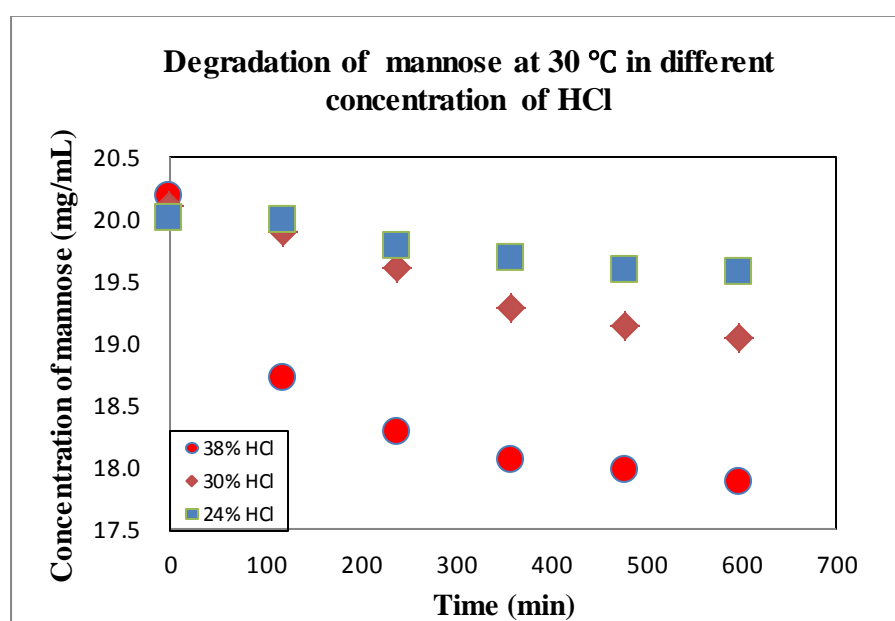 Degradation of mannose at 30 ℃ in different
concentration of HCl
Concentration of mannose (mg/mL)
20.5
20.0
19.5
19.0
18.5
18.0
17.5
38% HCl
30% HCl
24% HCl
0 100 200 300 400 500 600 700
Time (min)